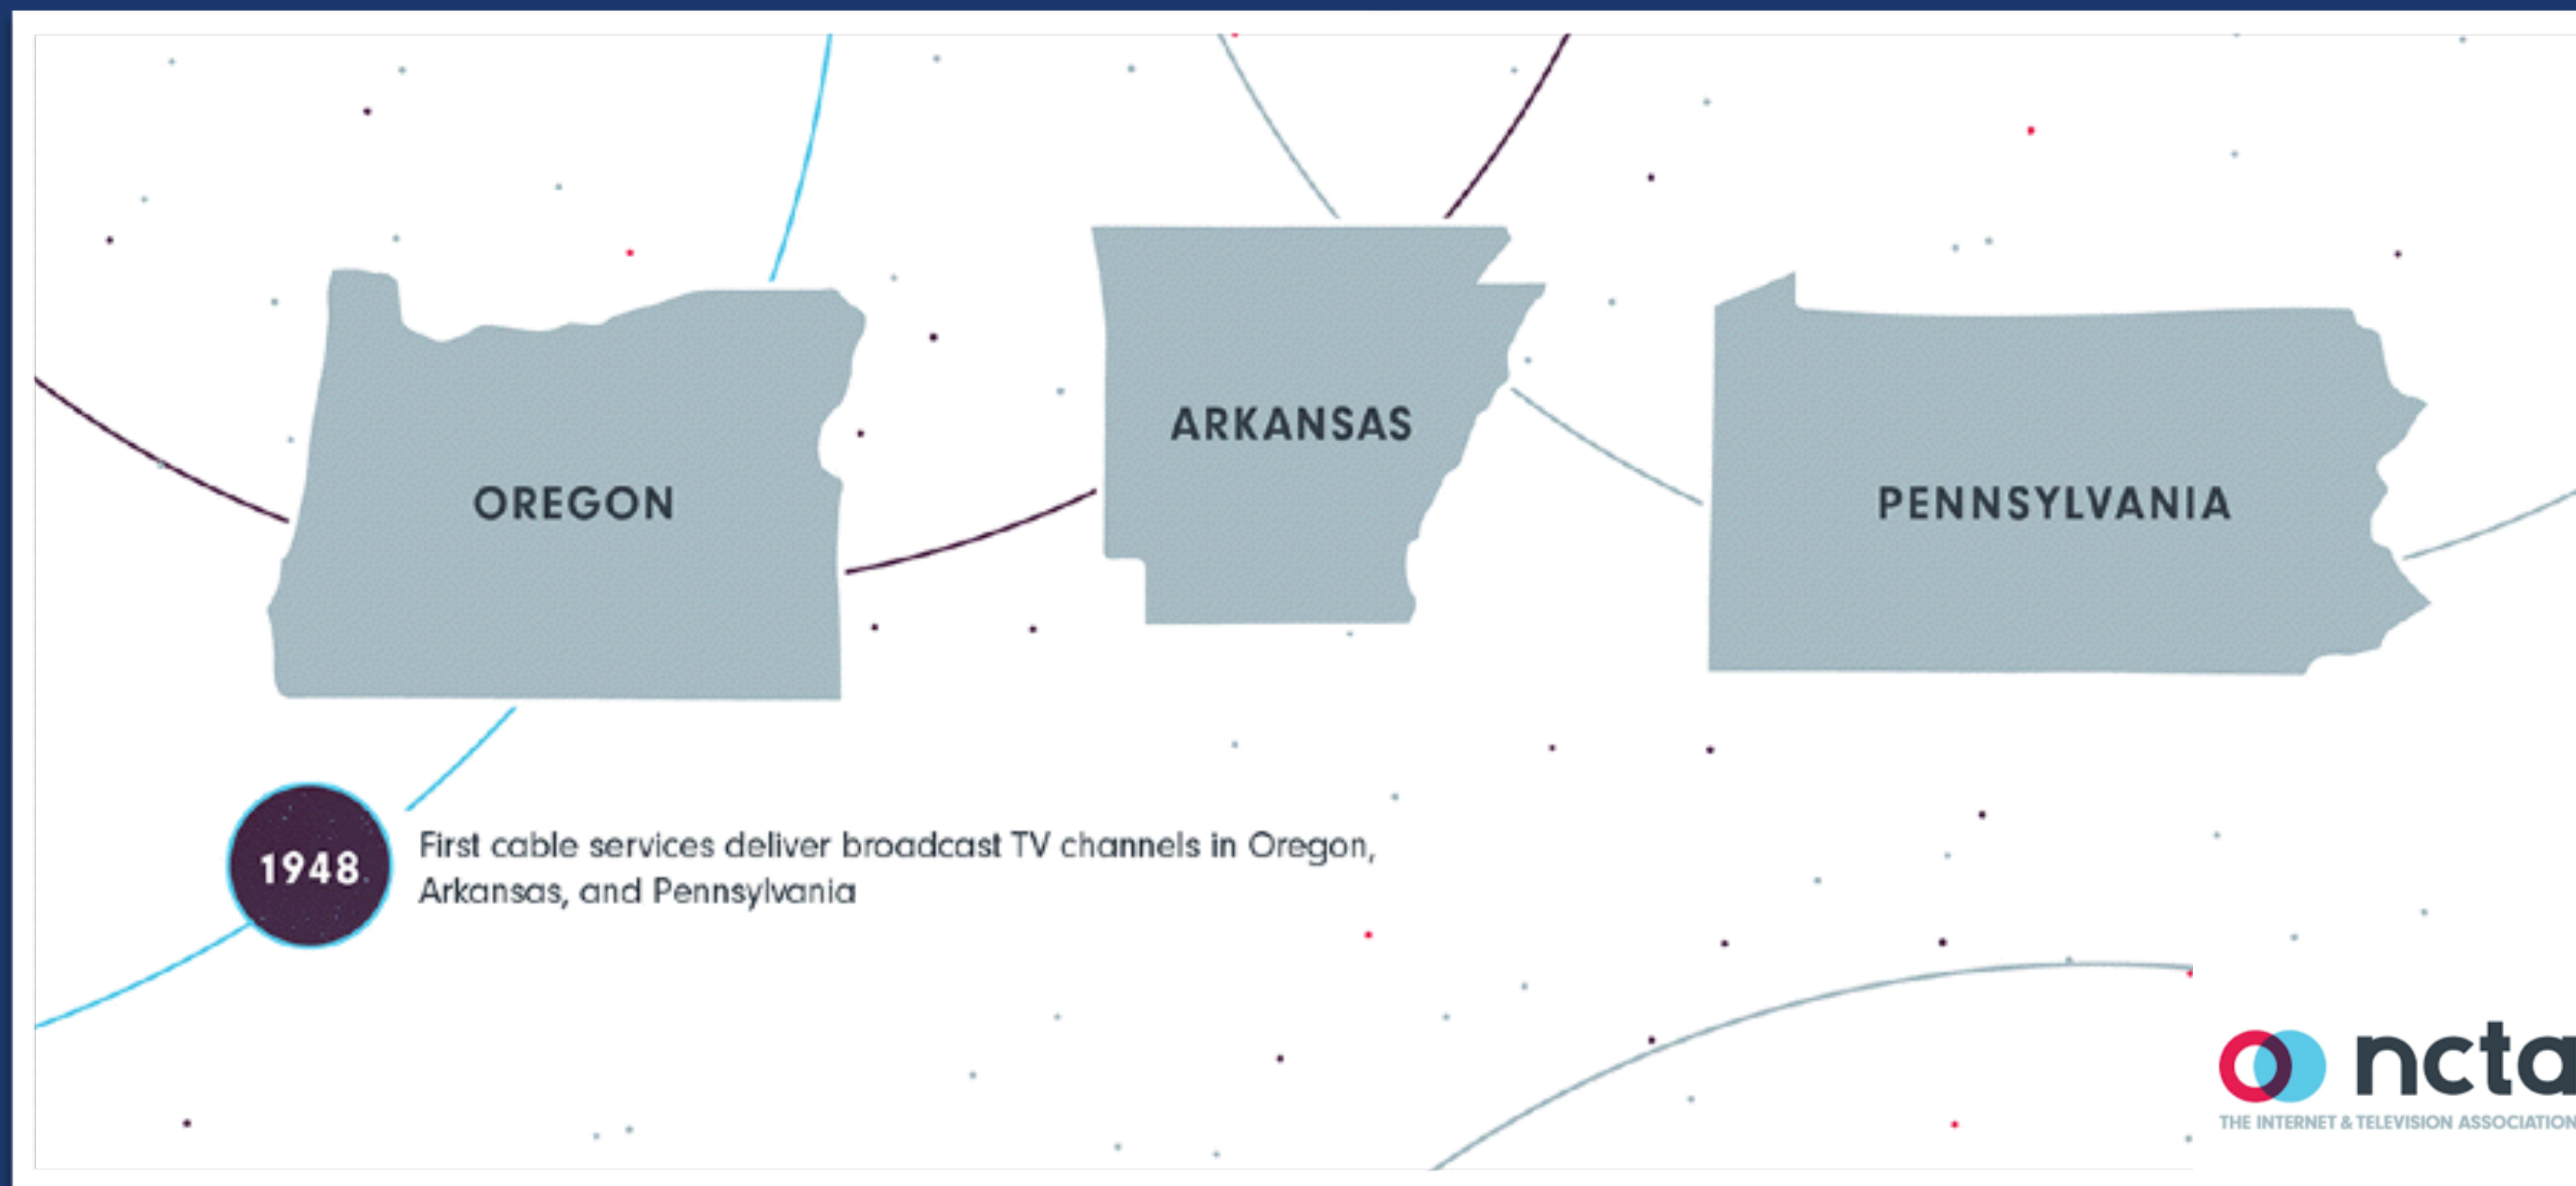 ARKANSAS
OREGON
PENNSYLVANIA
1948
First cable services deliver broadcast TV channels in Oregon,
Arkansas, and Pennsylvania
ncta
THE INTERNET & TELEVISION ASSOCIATION